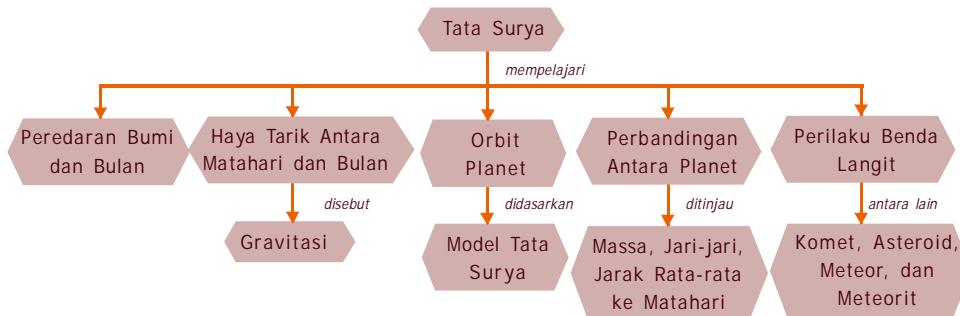 Tata Surya
mempelajari
Peredaran Bumi
dan Bulan
Haya Tarik Antara
Matahari dan Bulan
Orbit
Planet
Perbandingan
Antara Planet
Perilaku Benda
Langit
disebut
didasarkan
ditinjau
antara lain
Gravitasi
Model Tata
Surya
Massa, Jari-jari,
Jarak Rata-rata
ke Matahari
Komet, Asteroid,
Meteor, dan
Meteorit